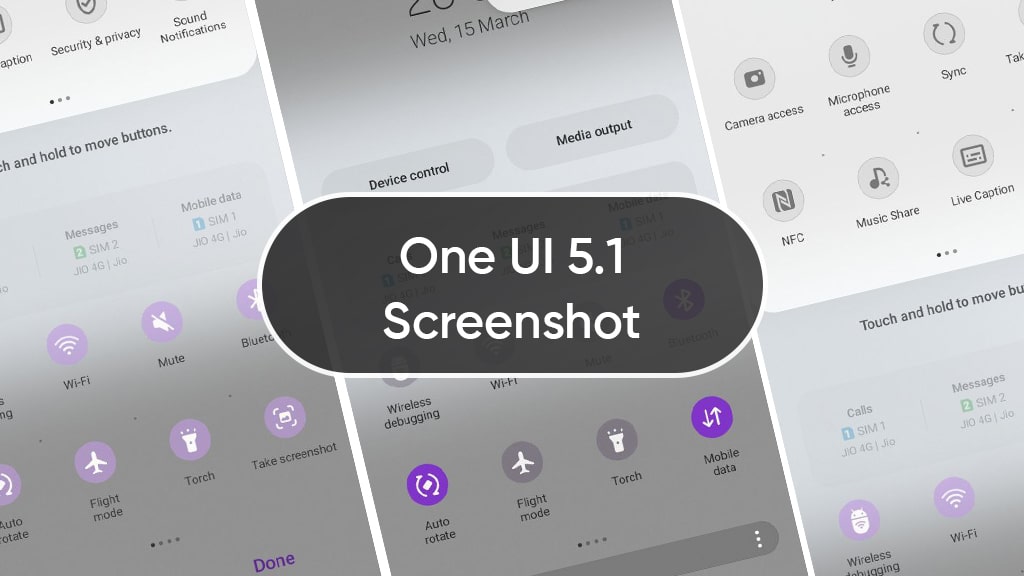 aption
Security & privacy
Sound
Notifications
ch and hold to move buttons.
Messages
2 SIM 2
JIO 4G | Jio
Mobile data
1 SIM 1
JIO 4G | Jio
Wi-Fi
Mute
Bluetooth
ging
Auto
rotate
Flight
mode
Torch
Take screenshot
Done
Wed, 15 March
Device control
Media output
Messages
Mobile data
1 SIM 1
JIO 4G | Jio
One UI 5.1
Screenshot
Wireless
debugging
Wi-Fi
Mute
Bluetooth
Auto
rotate
Flight
mode
Torch
Mobile
data
Camera access
Microphone
access
Sync
Tak
NFC
Music Share
Live Caption
Touch and hold to move bu
Calls
1 SIM 1
JIO 4G | Jio
Messages
2 SIM 2
JIO 4G | Jio
Wireless
debugging
Wi-Fi